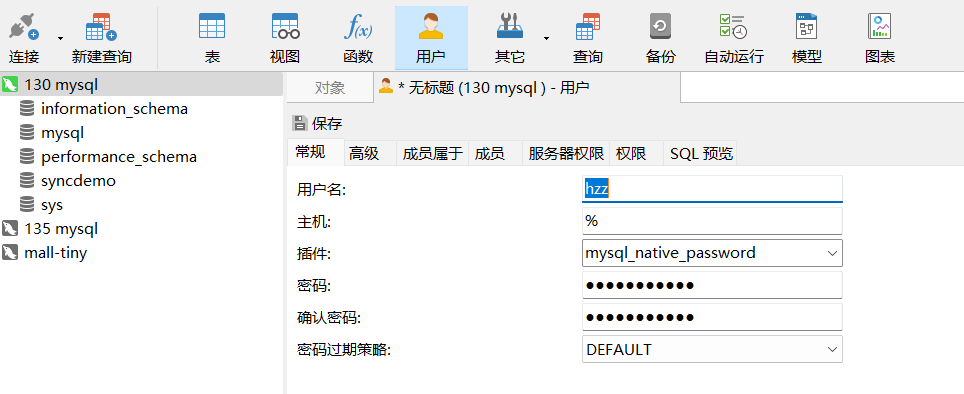 连接 新建查询 表 视图 函数 用户 其它 查询 备份 自动运行 模型 图表
130 mysql
information_schema
mysql
performance_schema
syncdemo
sys
135 mysql
mall-tiny
对象 * 无标题 (130 mysql ) - 用户
保存
常规 高级 成员属于 成员 服务器权限 权限 SQL 预览
用户名: hzz
主机: %
插件: mysql_native_password
密码: ●●●●●●●●●●●
确认密码: ●●●●●●●●●●●
密码过期策略: DEFAULT